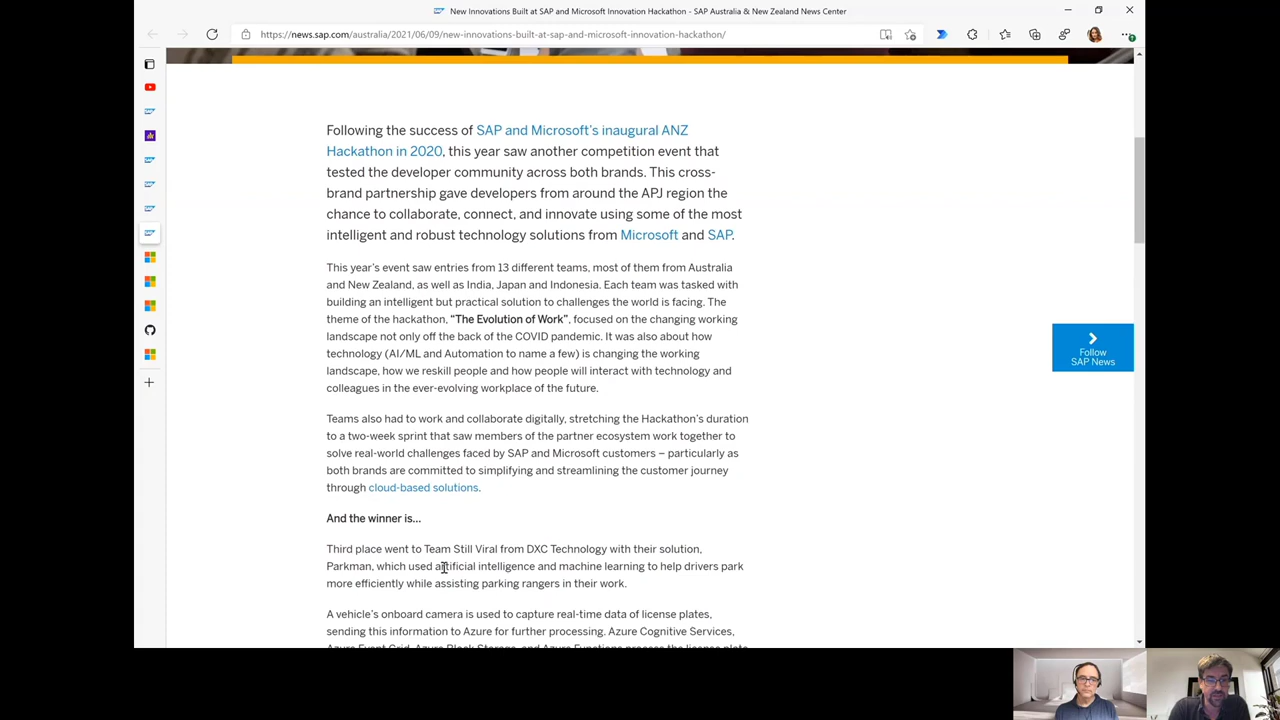 New Innovations Built at SAP and Microsoft Innovation Hackathon - SAP Australia & New Zealand News Center
https://news.sap.com/australia/2021/06/09/new-innovations-built-at-sap-and-microsoft-innovation-hackathon/
Following the success of SAP and Microsoft's inaugural ANZ
Hackathon in 2020, this year saw another competition event that
tested the developer community across both brands. This cross-
brand partnership gave developers from around the APJ region the
chance to collaborate, connect, and innovate using some of the most
intelligent and robust technology solutions from Microsoft and SAP.
This year's event saw entries from 13 different teams, most of them from Australia
and New Zealand, as well as India, Japan and Indonesia. Each team was tasked with
building an intelligent but practical solution to challenges the world is facing. The
theme of the hackathon, “The Evolution of Work”, focused on the changing working
landscape not only off the back of the COVID pandemic. It was also about how
technology (AI/ML and Automation to name a few) is changing the working
landscape, how we reskill people and how people will interact with technology and
colleagues in the ever-evolving workplace of the future.
Teams also had to work and collaborate digitally, stretching the Hackathon's duration
to a two-week sprint that saw members of the partner ecosystem work together to
solve real-world challenges faced by SAP and Microsoft customers – particularly as
both brands are committed to simplifying and streamlining the customer journey
through cloud-based solutions.
And the winner is…
Third place went to Team Still Viral from DXC Technology with their solution,
Parkman, which used artificial intelligence and machine learning to help drivers park
more efficiently while assisting parking rangers in their work.
A vehicle's onboard camera is used to capture real-time data of license plates,
sending this information to Azure for further processing. Azure Cognitive Services,
Azure Event Grid, Azure Block Storage, and Azure Functions process the license plate
Follow
SAP News